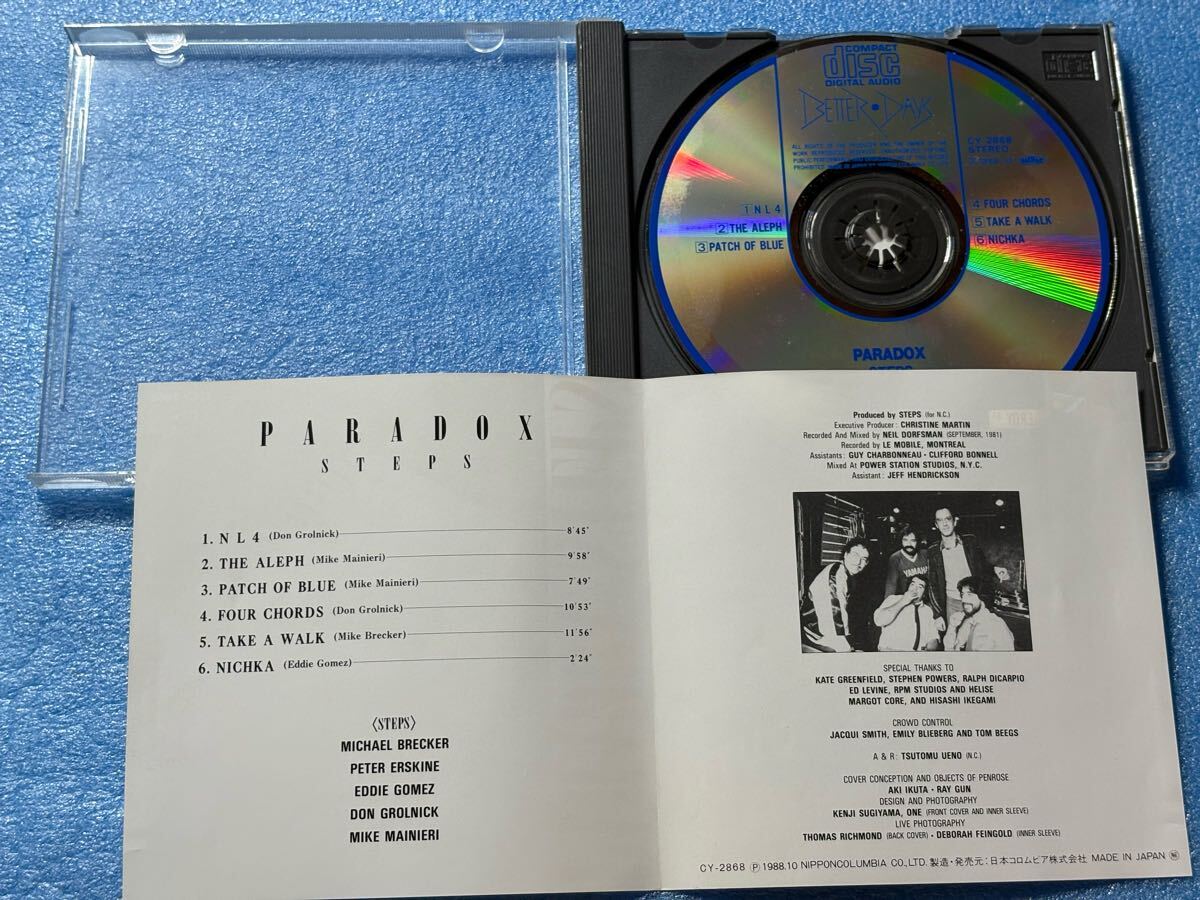 COMPACT
disc
DIGITAL AUDIO
BETTER • DAYS
CY-2868
STEREO
1 N L 4
2 THE ALEPH
3 PATCH OF BLUE
4 FOUR CHORDS
5 TAKE A WALK
6 NICHKA
PARADOX
STEPS
PARADOX
STEPS
1. N L 4 (Don Grolnick) 8'45"
2. THE ALEPH (Mike Mainieri) 9'58"
3. PATCH OF BLUE (Mike Mainieri) 7'49"
4. FOUR CHORDS (Don Grolnick) 10'53"
5. TAKE A WALK (Mike Brecker) 11'56"
6. NICHKA (Eddie Gomez) 2'24"
〈STEPS〉
MICHAEL BRECKER
PETER ERSKINE
EDDIE GOMEZ
DON GROLNICK
MIKE MAINIERI
Produced by STEPS (for N.C.)
Executive Producer: CHRISTINE MARTIN
Recorded And Mixed by NEIL DORFSMAN (SEPTEMBER, 1981)
Recorded by LE MOBILE, MONTREAL
Assistants: GUY CHARBONNEAU • CLIFFORD BONNELL
Mixed At POWER STATION STUDIOS, N.Y.C.
Assistant: JEFF HENDRICKSON
YAMAHA
SPECIAL THANKS TO
KATE GREENFIELD, STEPHEN POWERS, RALPH DICARPIO
ED LEVINE, RPM STUDIOS AND HELISE
MARGOT CORE, AND HISASHI IKEGAMI
CROWD CONTROL
JACQUI SMITH, EMILY BLIEBERG AND TOM BEEGS
A & R: TSUTOMU UENO (N.C.)
COVER CONCEPTION AND OBJECTS OF PENROSE
AKI IKUTA • RAY GUN
DESIGN AND PHOTOGRAPHY
KENJI SUGIYAMA, ONE (FRONT COVER AND INNER SLEEVE)
LIVE PHOTOGRAPHY
THOMAS RICHMOND (BACK COVER) • DEBORAH FEINGOLD (INNER SLEEVE)
CY-2868 Ⓟ 1988.10 NIPPONCOLUMBIA CO., LTD. 製造・発売元：日本コロムビア株式会社 MADE IN JAPAN